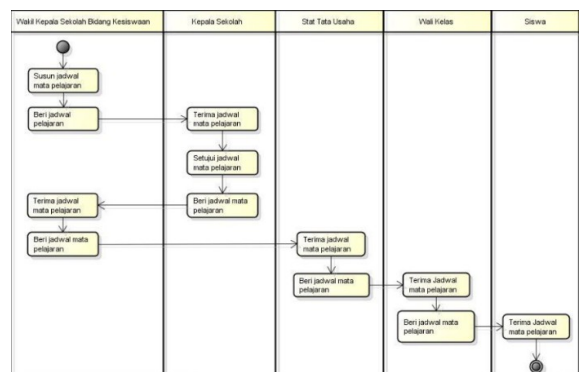 Wakil Kepala Sekolah Bidang Kesiswaan
Kepala Sekolah
Staf Tata Usaha
Wali Kelas
Siswa
Susun jadwal
mata pelajaran
Beri jadwal
pelajaran
Terima jadwal
mata pelajaran
Setujui jadwal
mata pelajaran
Beri jadwal mata
pelajaran
Terima jadwal
mata pelajaran
Beri jadwal mata
pelajaran
Terima jadwal
mata pelajaran
Beri jadwal mata
pelajaran
Terima Jadwal
mata pelajaran
Beri jadwal mata
pelajaran
Terima Jadwal
mata pelajaran